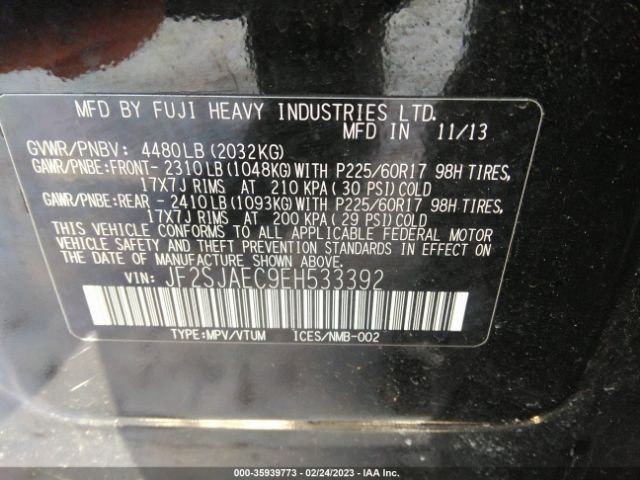 MFD BY FUJI HEAVY INDUSTRIES LTD.
MFD IN 11/13
GVWR/PNBV: 4480LB (2032KG)
GAWR/PNBE:FRONT- 2310LB (1048KG) WITH P225/60R17 98H TIRES,
17X7J RIMS AT 210 KPA (30 PSI) COLD
GAWR/PNBE:REAR - 2410LB (1093KG) WITH P225/60R17 98H TIRES,
17X7J RIMS AT 200 KPA (29 PSI) COLD
THIS VEHICLE CONFORMS TO ALL APPLICABLE FEDERAL MOTOR
VEHICLE SAFETY AND THEFT PREVENTION STANDARDS IN EFFECT ON
THE DATE OF MANUFACTURE SHOWN ABOVE.
VIN: JF2SJAEC9EH533392
TYPE:MPV/VTUM ICES/NMB-002
000-35939773 - 02/24/2023 - IAA Inc.